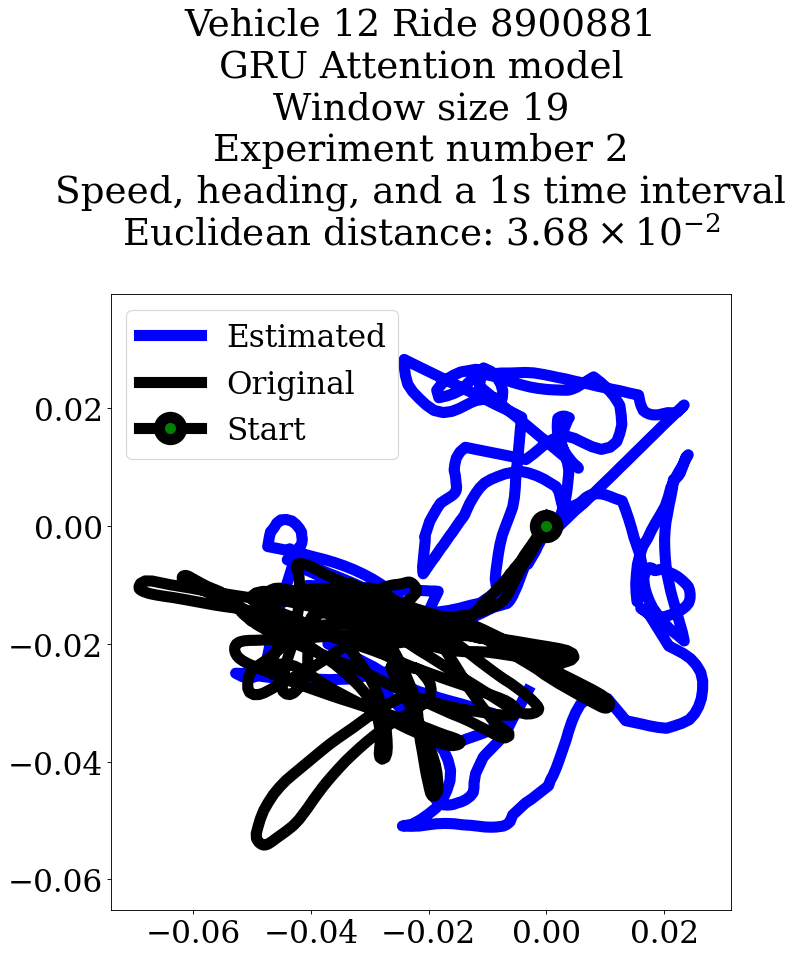 Vehicle 12 Ride 8900881
GRU Attention model
Window size 19
Experiment number 2
Speed, heading, and a 1s time interval
Euclidean distance: 3.68 × 10⁻²
Estimated
Original
Start
0.02
0.00
−0.02
−0.04
−0.06
−0.06 −0.04 −0.02 0.00 0.02